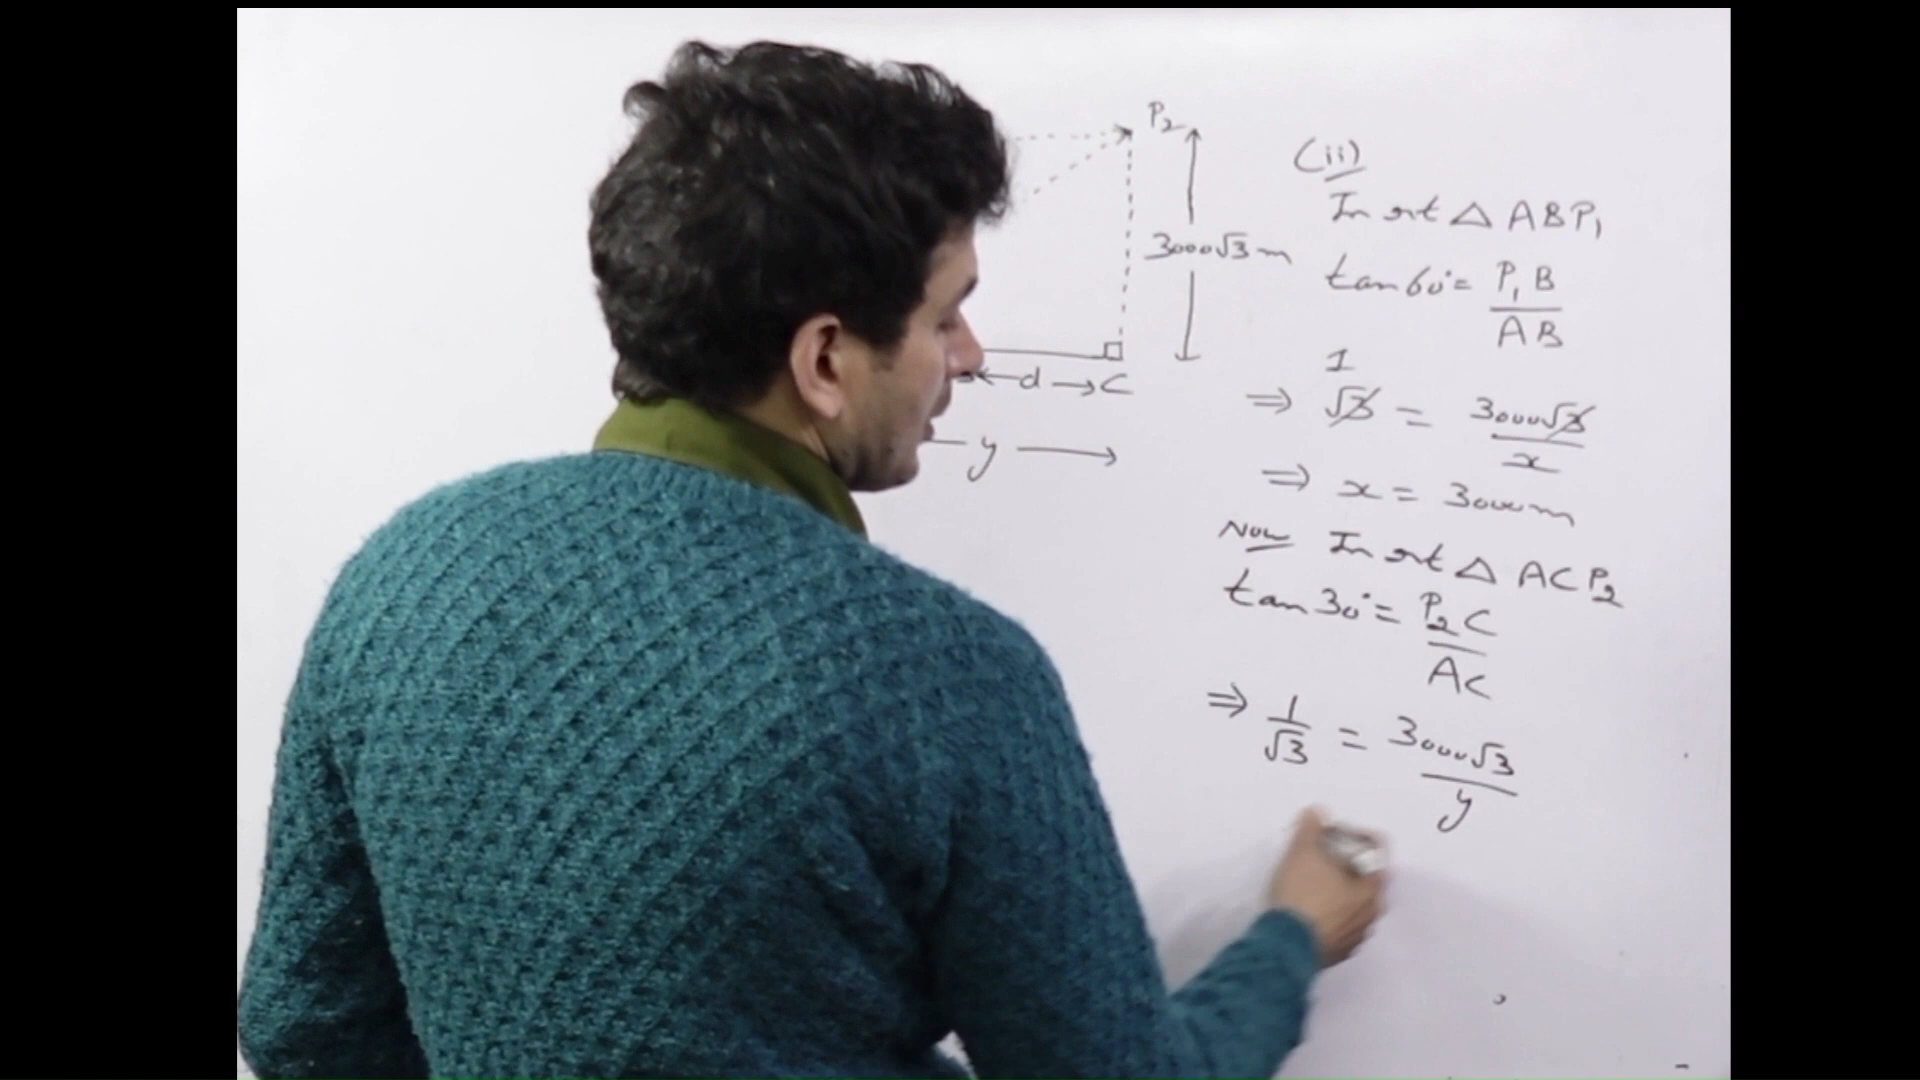 P₂
3000√3 m
d C
y
(ii)
In rt △ ABP₁
tan 60° = P₁B / AB
1
⇒ √3 = 3000√3 / x
⇒ x = 3000m
Now In rt △ ACP₂
tan 30° = P₂C / AC
⇒ 1/√3 = 3000√3 / y